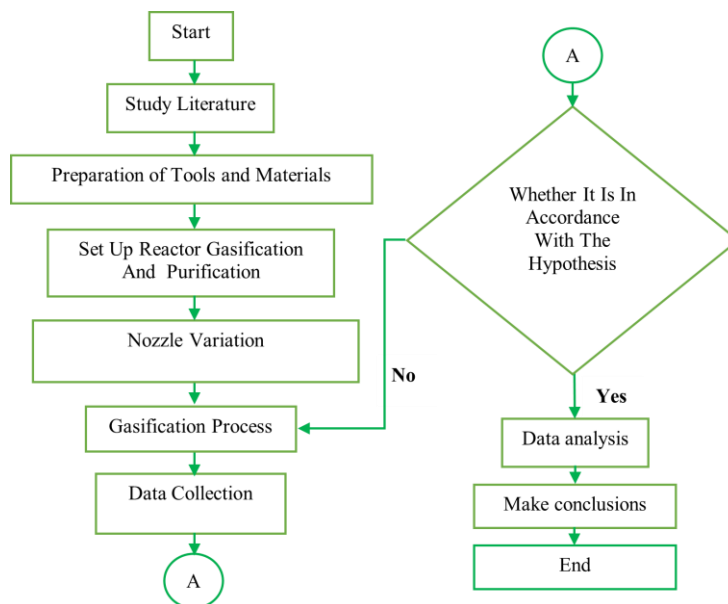 Start
Study Literature
Preparation of Tools and Materials
Set Up Reactor Gasification
And Purification
Nozzle Variation
Gasification Process
Data Collection
A
A
Whether It Is In
Accordance
With The
Hypothesis
No
Yes
Data analysis
Make conclusions
End